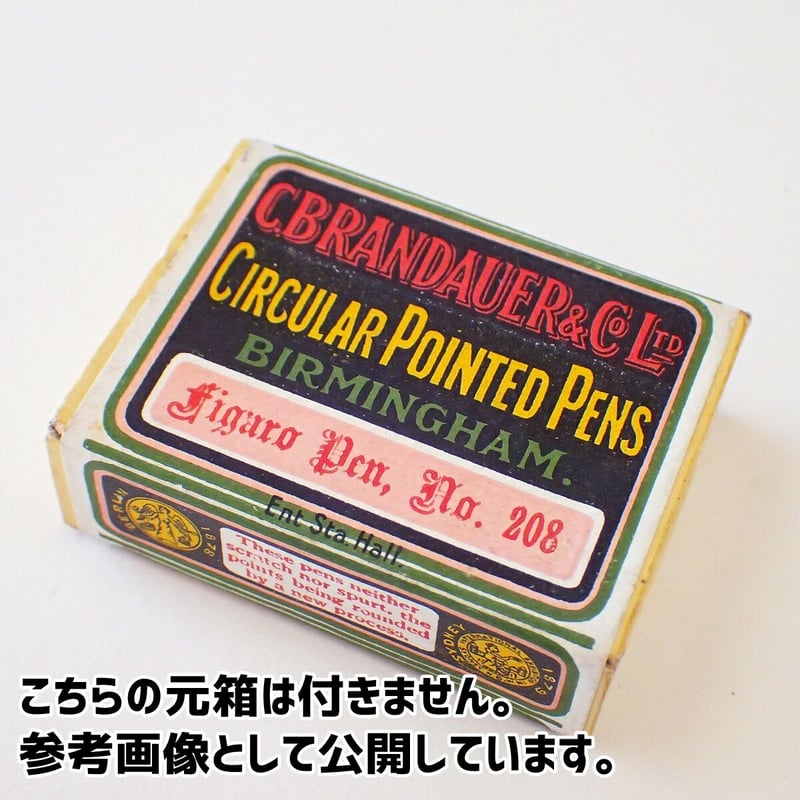 C. BRANDAUER & Co LTD
CIRCULAR POINTED PENS
BIRMINGHAM.
Figaro Pen, No. 208
Ent Sta. Hall.
BERLIN
1878
These pens neither
scratch nor spurt, the
points being rounded
by a new process.
SYDNEY
1879
こちらの元箱は付きません。
参考画像として公開しています。